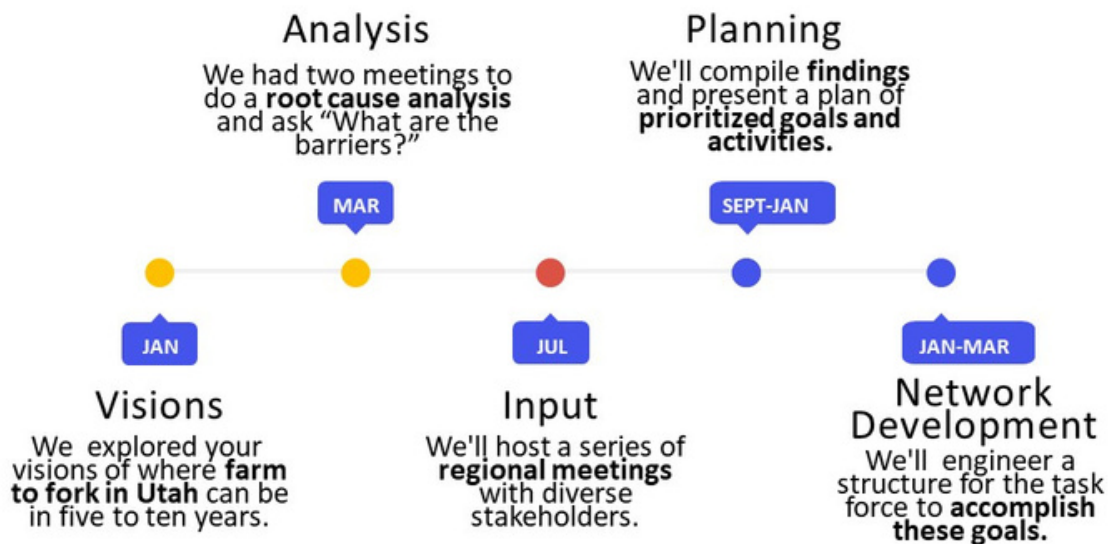 Analysis
We had two meetings to
do a root cause analysis
and ask “What are the
barriers?”
Planning
We'll compile findings
and present a plan of
prioritized goals and
activities.
MAR
SEPT-JAN
JAN
JUL
JAN-MAR
Visions
We explored your
visions of where farm
to fork in Utah can be
in five to ten years.
Input
We'll host a series of
regional meetings
with diverse
stakeholders.
Network
Development
We'll engineer a
structure for the task
force to accomplish
these goals.